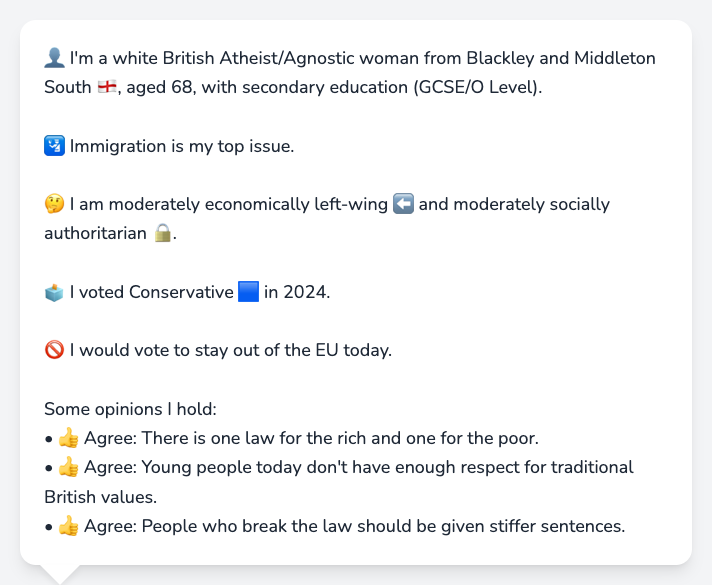 👤 I'm a white British Atheist/Agnostic woman from Blackley and Middleton
South 🏴󠁧󠁢󠁥󠁮󠁧󠁿, aged 68, with secondary education (GCSE/O Level).
🛂 Immigration is my top issue.
🤔 I am moderately economically left-wing ⬅️ and moderately socially
authoritarian 🔒.
🗳️ I voted Conservative 🟦 in 2024.
🚫 I would vote to stay out of the EU today.
Some opinions I hold:
• 👍 Agree: There is one law for the rich and one for the poor.
• 👍 Agree: Young people today don't have enough respect for traditional
British values.
• 👍 Agree: People who break the law should be given stiffer sentences.